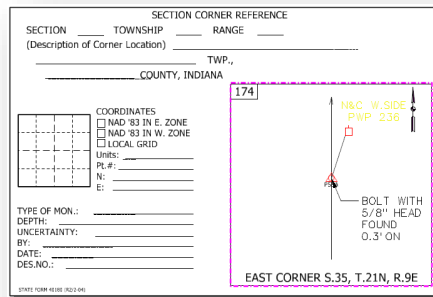 SECTION CORNER REFERENCE
SECTION TOWNSHIP RANGE
(Description of Corner Location)
TWP.,
COUNTY, INDIANA
COORDINATES
NAD '83 IN E. ZONE
NAD '83 IN W. ZONE
LOCAL GRID
Units:
Pt.#:
N:
E:
TYPE OF MON.:
DEPTH:
UNCERTAINTY:
BY:
DATE:
DES.NO.:
STATE FORM 40180 (R2/2-04)
174
N&C W.SIDE
PWP 236
BOLT WITH
5/8" HEAD
FOUND
0.3' ON
EAST CORNER S.35, T.21N, R.9E